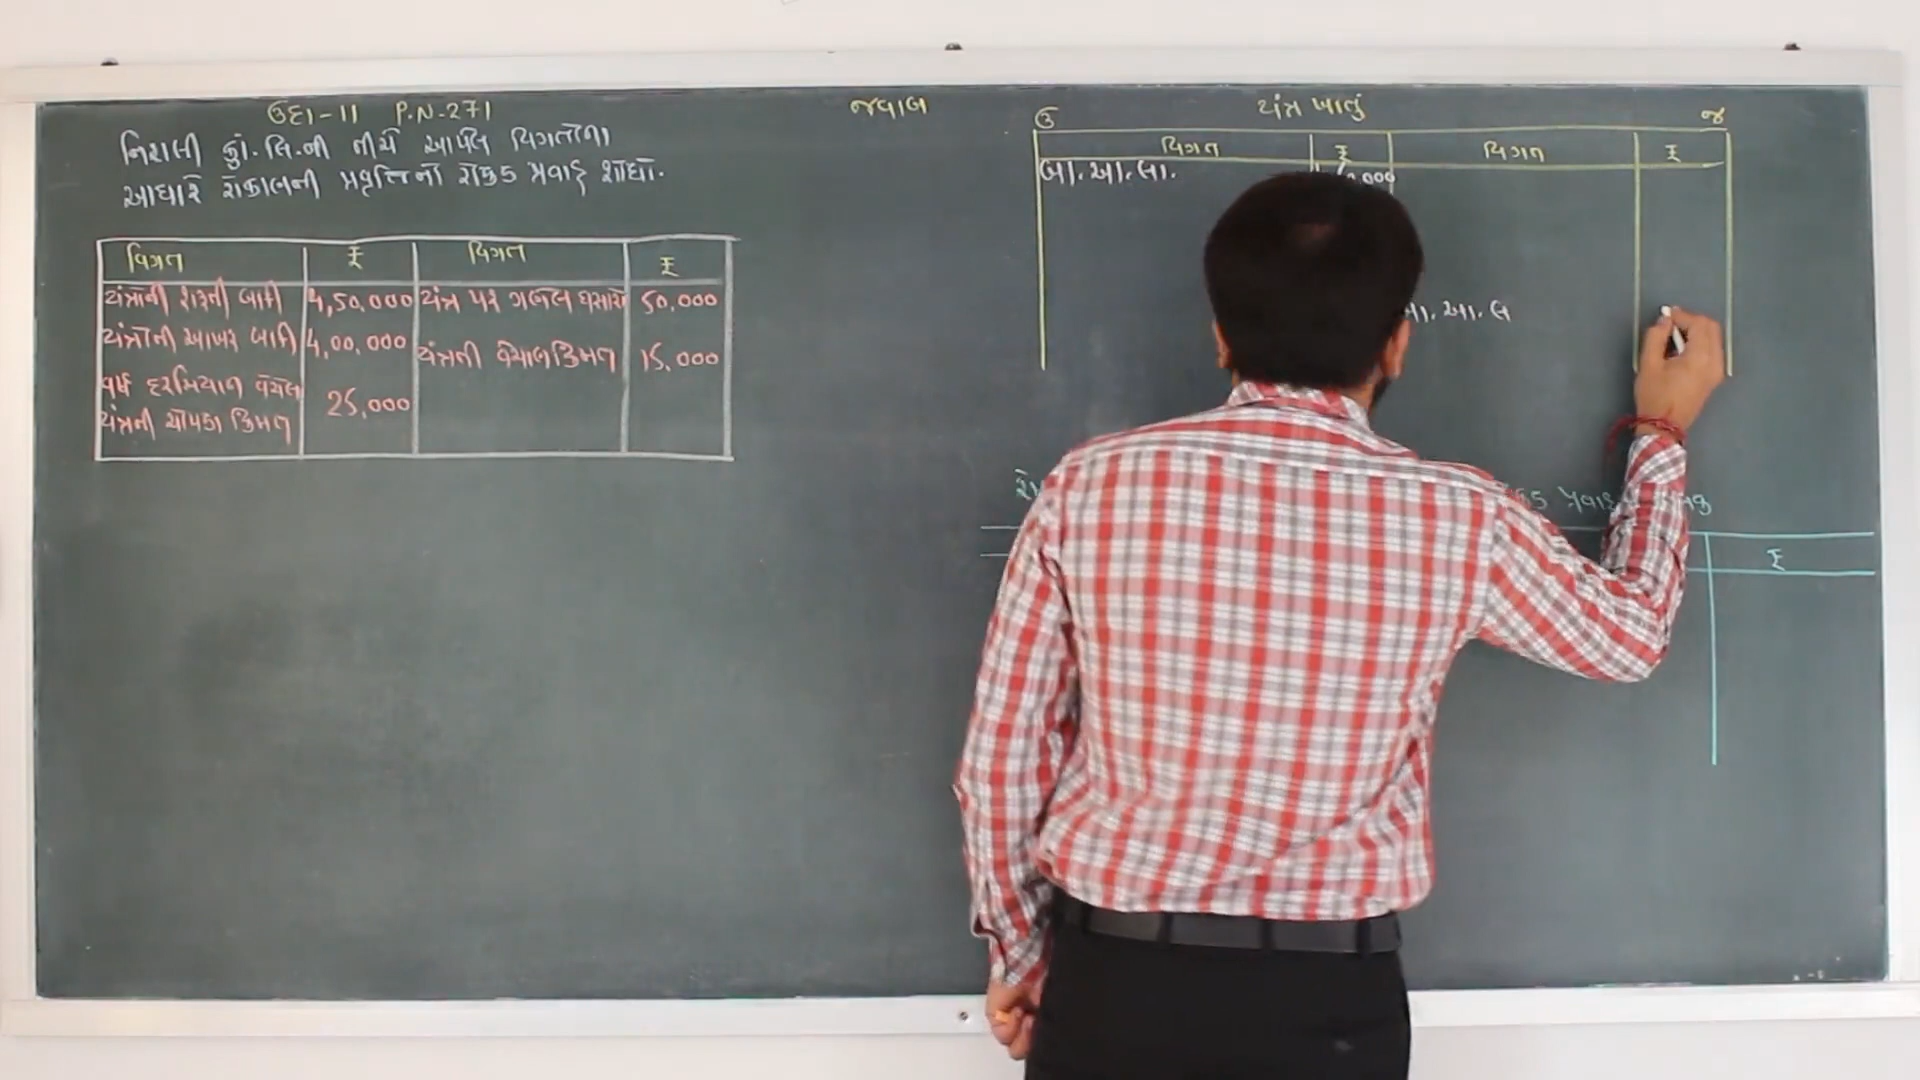 ઉદા-11 P.N-271
નિરાલી કું. લિ.ની નીચે આપેલ વિગતોના
આધારે રોકાણની પ્રવૃત્તિનો રોકડ પ્રવાહ શોધો.
વિગત ₹ વિગત ₹
યંત્રોની શરૂની બાકી 4,50,000 યંત્ર પર ગણેલ ઘસારો 50,000
યંત્રોની આખર બાકી 4,00,000 યંત્રની વેચાણકિંમત 15,000
વર્ષ દરમિયાન વેચેલ
યંત્રની ચોપડા કિંમત 25,000
જવાબ
ઉ યંત્ર ખાતું જ
વિગત ₹ વિગત ₹
બા.આ.લા.
બા.આ.લ
પ્રવાહ
₹